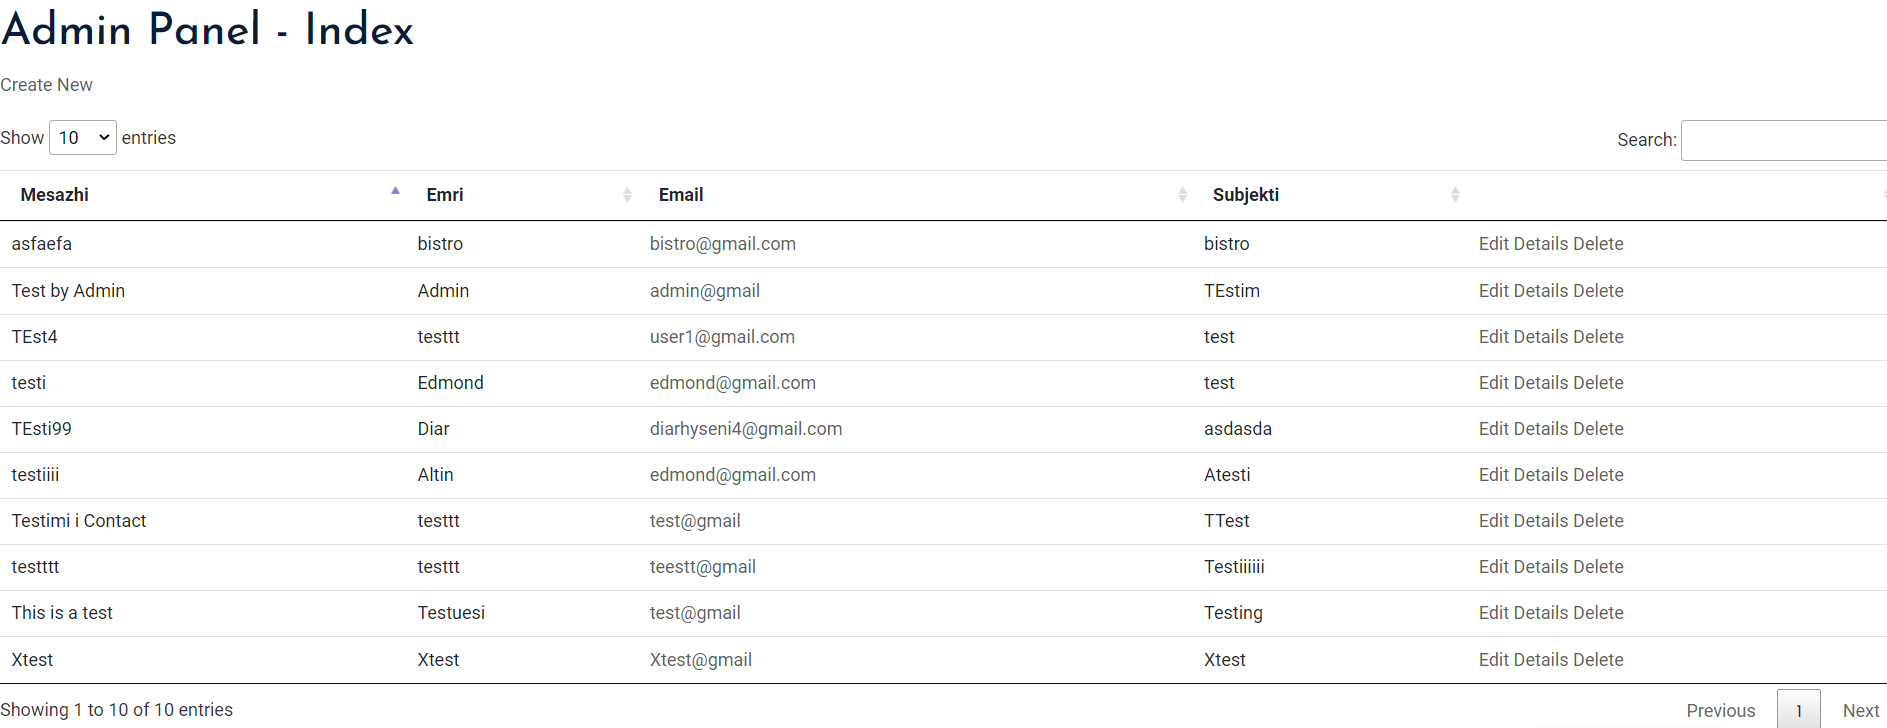 Admin Panel - Index
Create New
Show 10 entries Search:
Mesazhi Emri Email Subjekti
asfaefa bistro bistro@gmail.com bistro Edit Details Delete
Test by Admin Admin admin@gmail TEstim Edit Details Delete
TEst4 testtt user1@gmail.com test Edit Details Delete
testi Edmond edmond@gmail.com test Edit Details Delete
TEsti99 Diar diarhyseni4@gmail.com asdasda Edit Details Delete
testiiii Altin edmond@gmail.com Atesti Edit Details Delete
Testimi i Contact testtt test@gmail TTest Edit Details Delete
testttt testtt teestt@gmail Testiiiiii Edit Details Delete
This is a test Testuesi test@gmail Testing Edit Details Delete
Xtest Xtest Xtest@gmail Xtest Edit Details Delete
Showing 1 to 10 of 10 entries Previous 1 Next